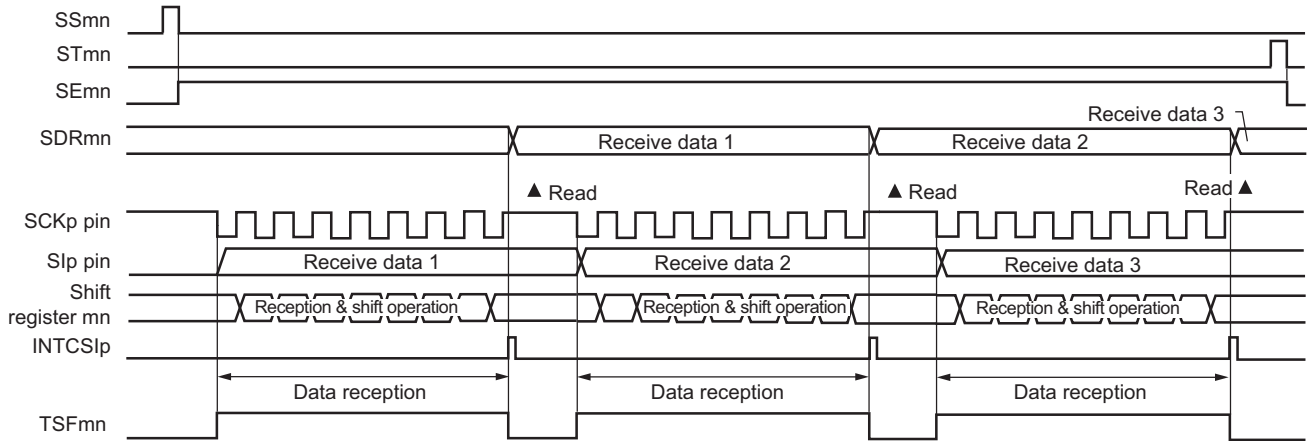 SSmn
STmn
SEmn
Receive data 3
SDRmn
Receive data 1
Receive data 2
▲ Read
▲ Read
Read ▲
SCKp pin
SIp pin
Receive data 1
Receive data 2
Receive data 3
Shift
register mn
Reception & shift operation
Reception & shift operation
Reception & shift operation
INTCSIp
Data reception
Data reception
Data reception
TSFmn